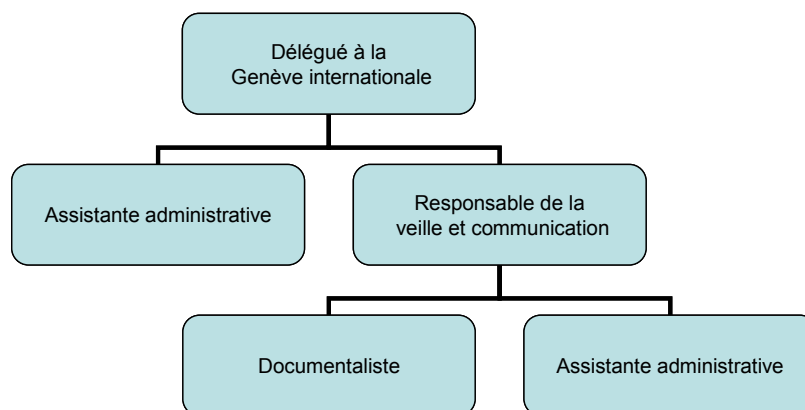 Délégué à la
Genève internationale
Assistante administrative
Responsable de la
veille et communication
Documentaliste
Assistante administrative